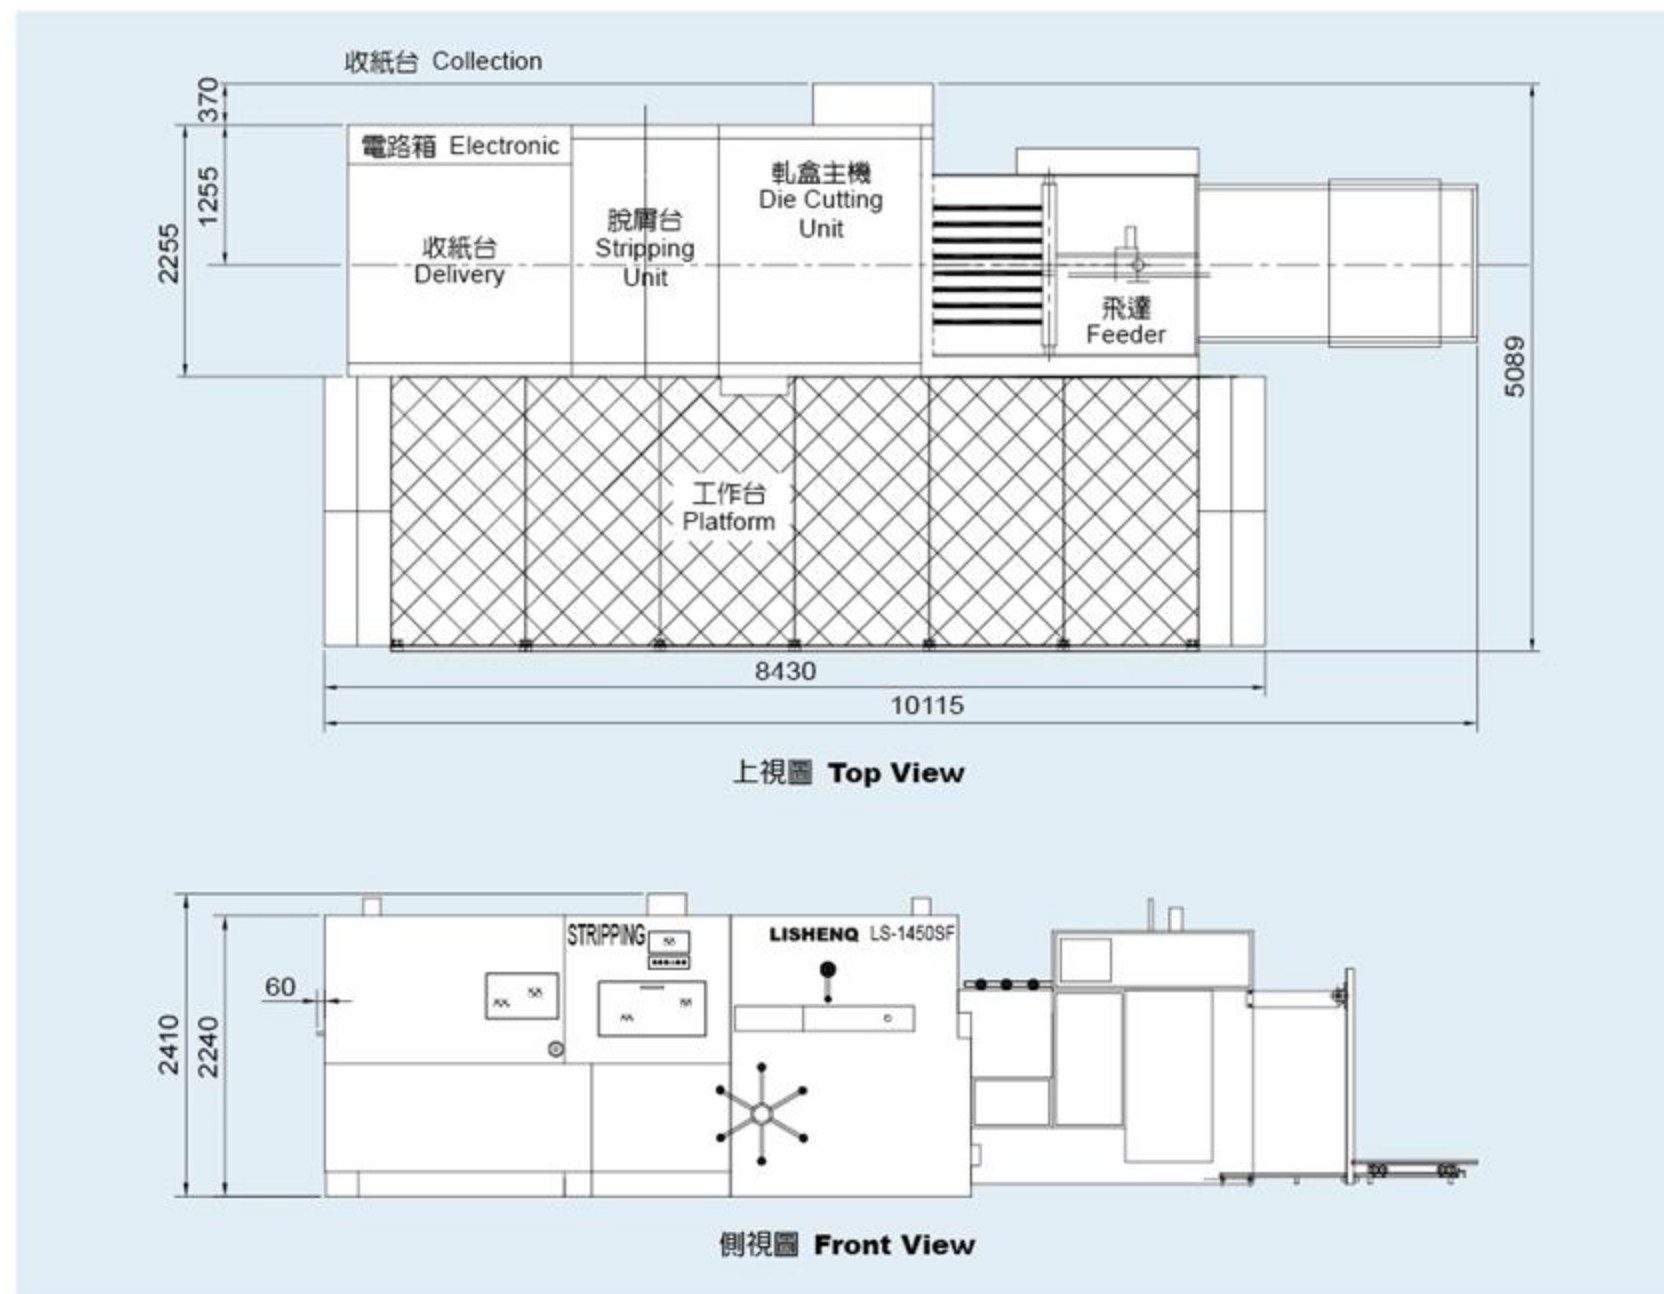 收紙台 Collection
370
電路箱 Electronic
1255
2255
收紙台
Delivery
脫屑台
Stripping
Unit
軋盒主機
Die Cutting
Unit
飛達
Feeder
5089
工作台
Platform
8430
10115
上視圖 Top View
STRIPPING
LISHENQ LS-1450SF
60
2410
2240
側視圖 Front View